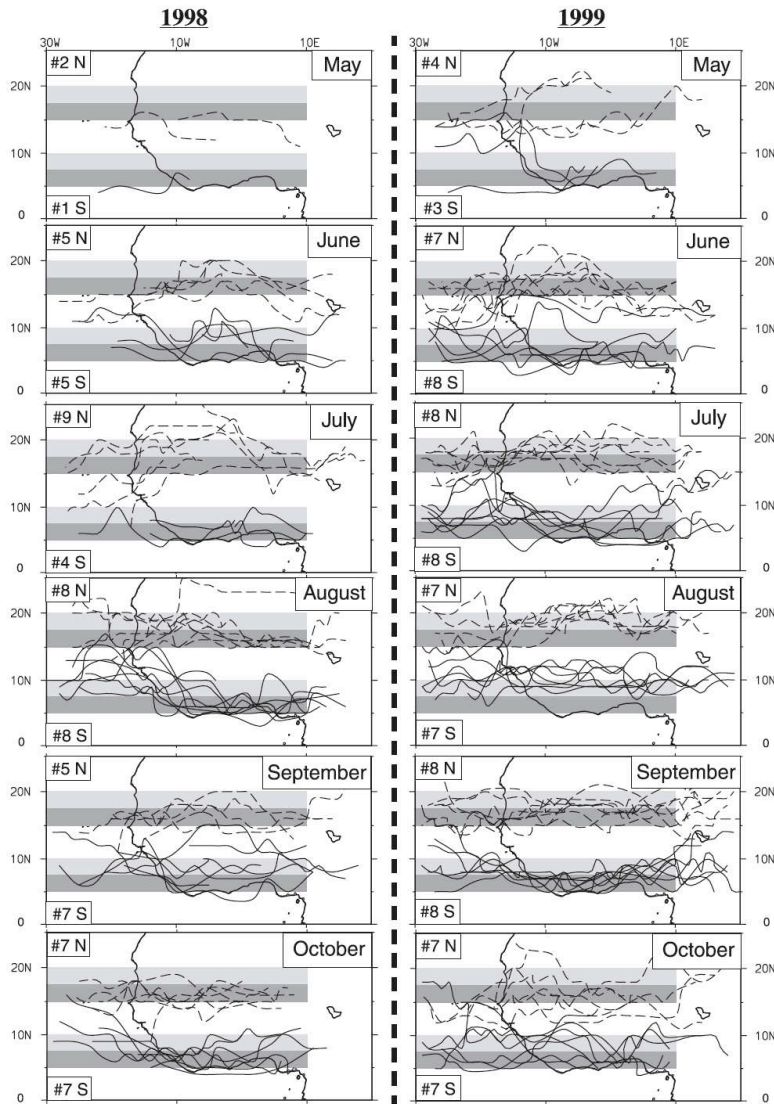 1998 1999
30W 10W 10E 30W 10W 10E
#2 N May #4 N May
20N 20N
10N 10N
0 #1 S #3 S 0
#5 N June #7 N June
20N 20N
10N 10N
0 #5 S #8 S 0
#9 N July #8 N July
20N 20N
10N 10N
0 #4 S #8 S 0
#8 N August #7 N August
20N 20N
10N 10N
0 #8 S #7 S 0
#5 N September #8 N September
20N 20N
10N 10N
0 #7 S #8 S 0
#7 N October #7 N October
20N 20N
10N 10N
0 #7 S #7 S 0